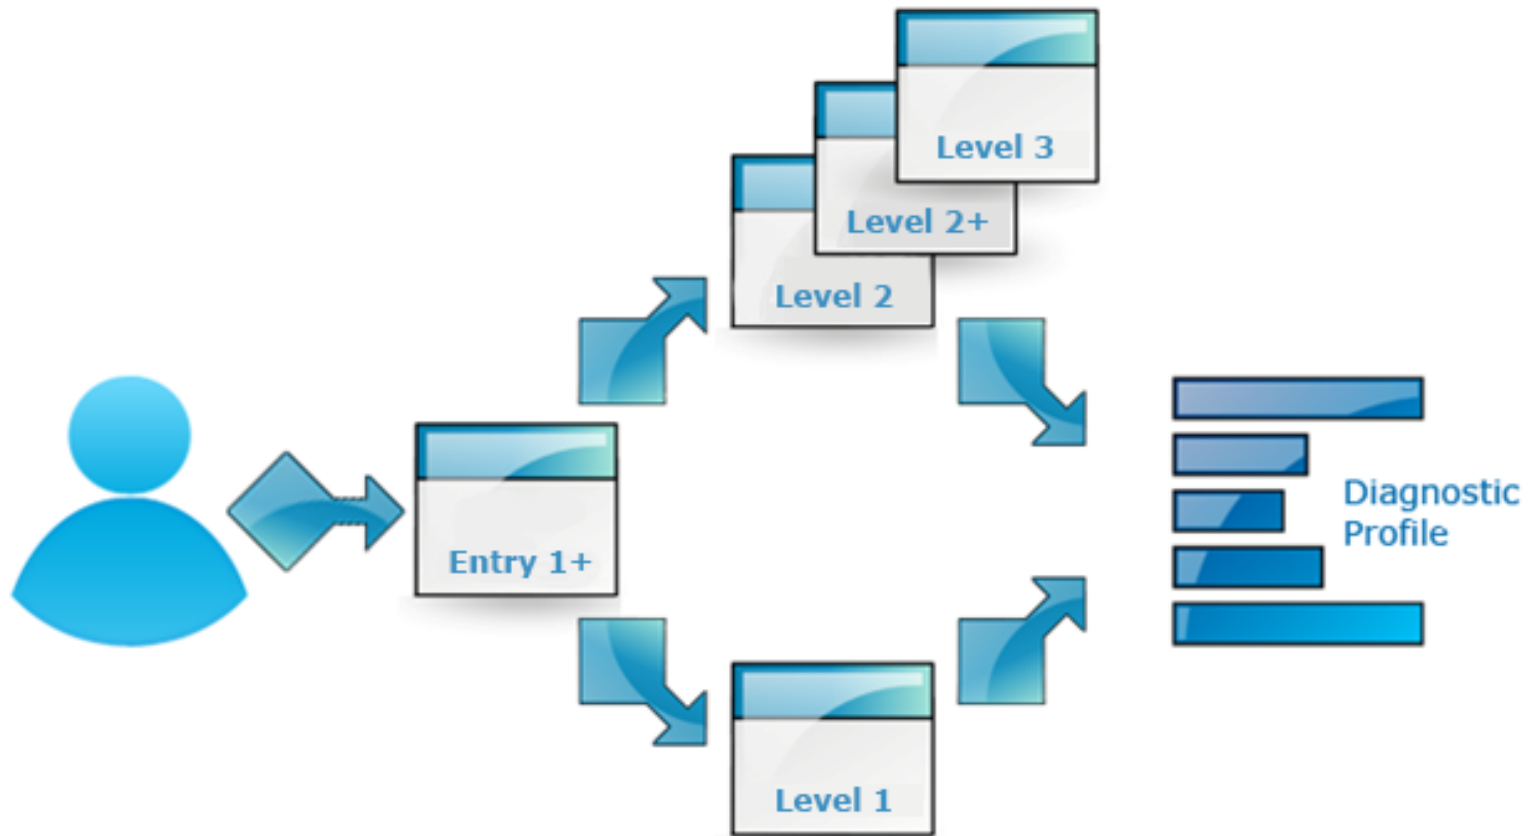 Level 3
Level 2+
Level 2
Entry 1+
Diagnostic
Profile
Level 1